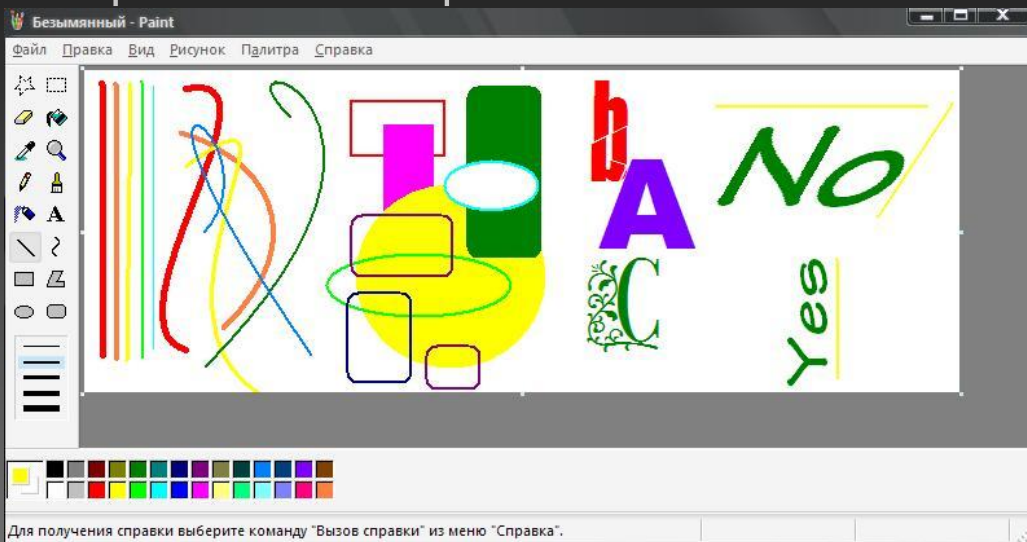 Безымянный - Paint
Файл Правка Вид Рисунок Палитра Справка
b
A
C
No
Yes
A
Для получения справки выберите команду "Вызов справки" из меню "Справка".